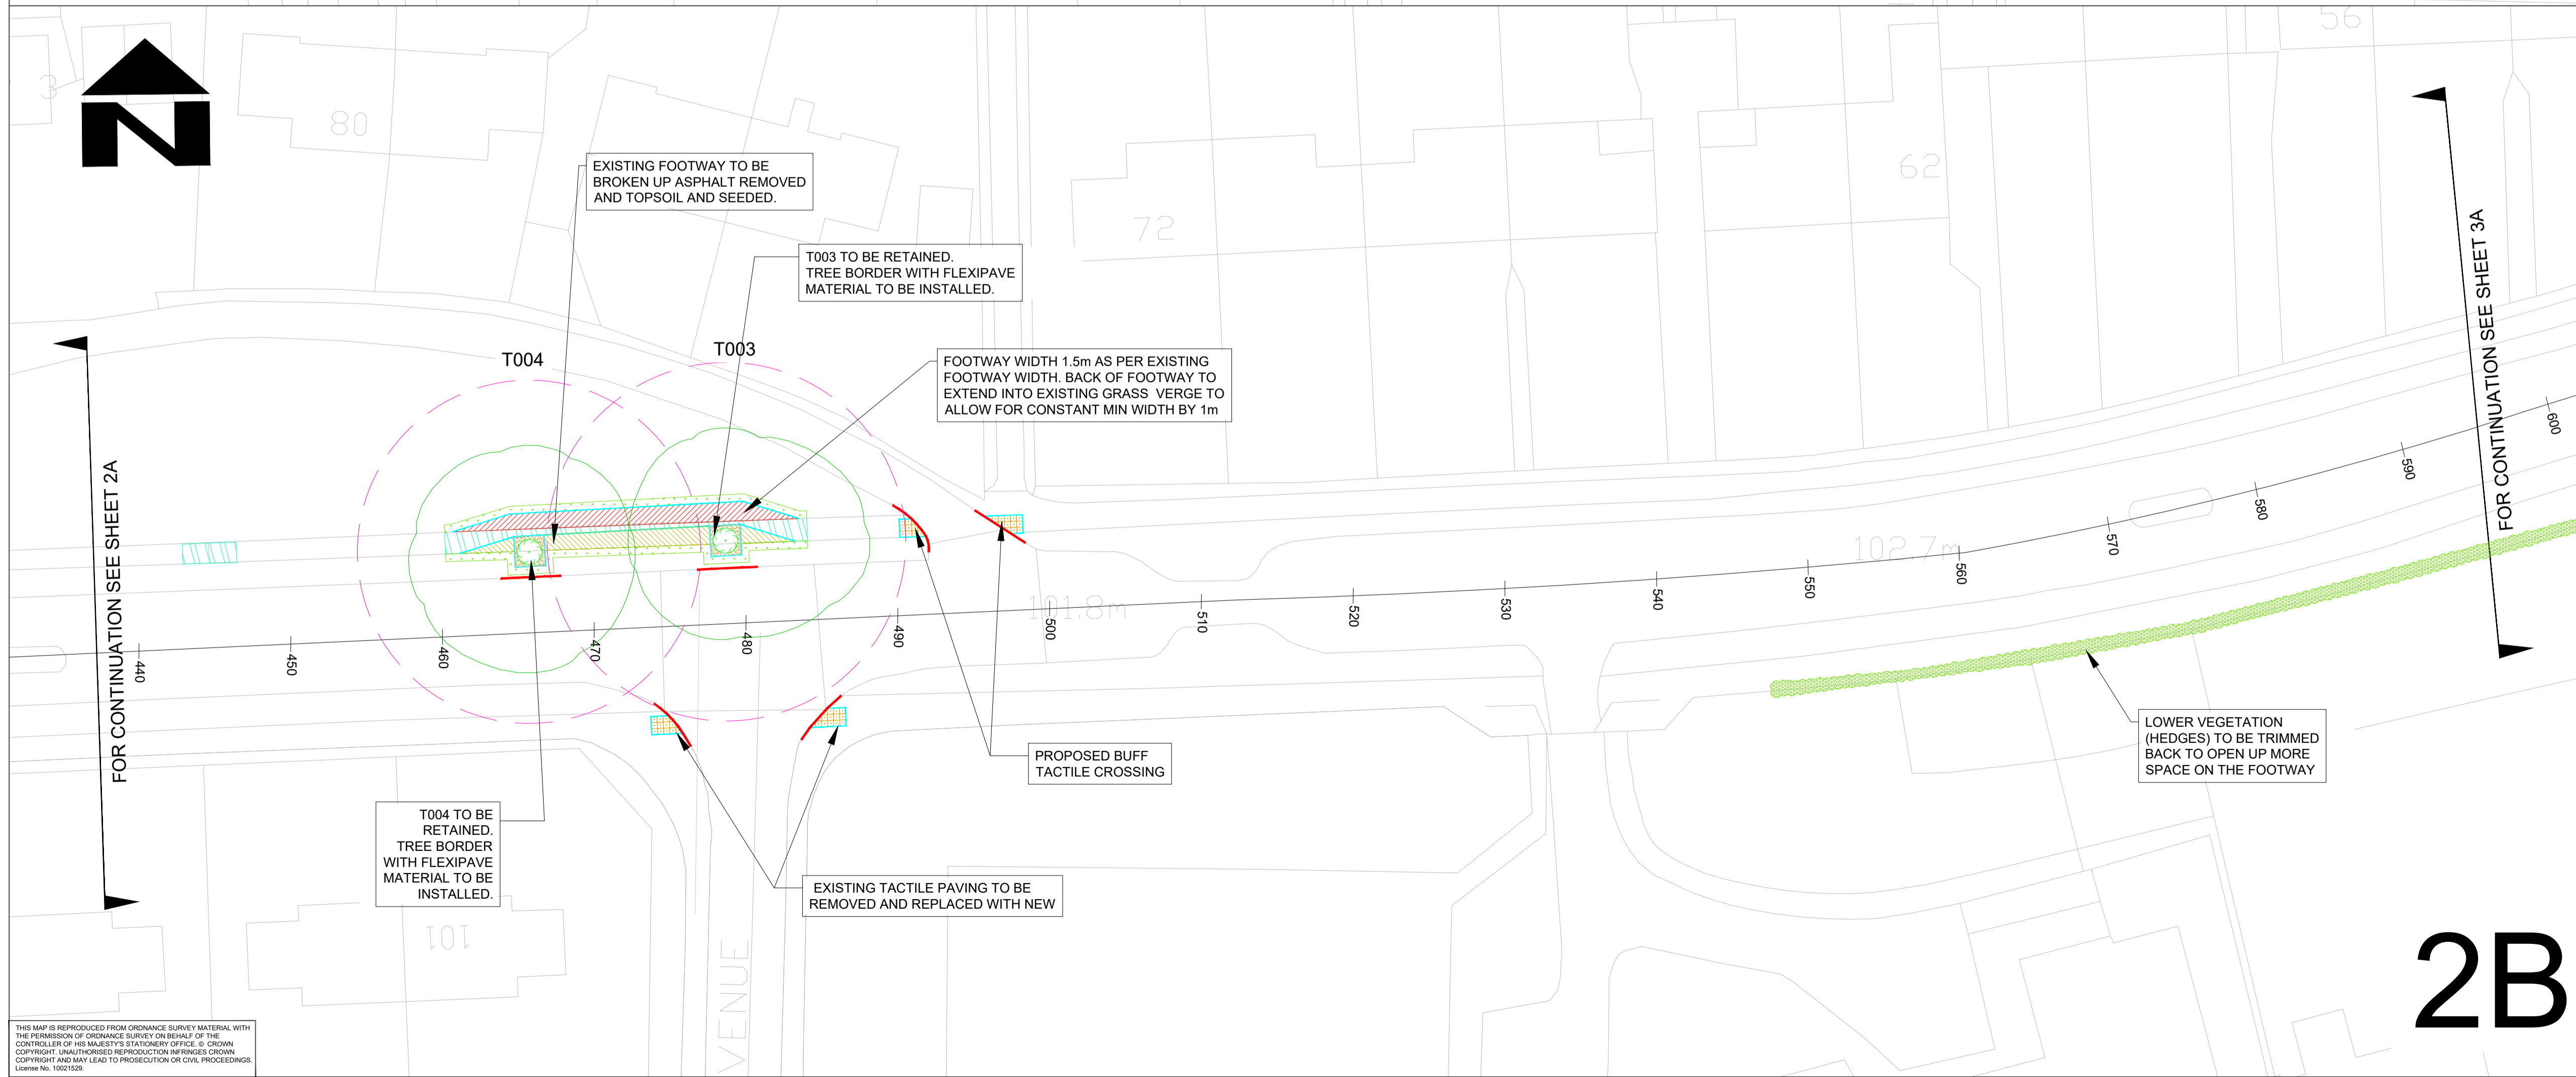 56
3
80
62
72
N
EXISTING FOOTWAY TO BE
BROKEN UP ASPHALT REMOVED
AND TOPSOIL AND SEEDED.
T003 TO BE RETAINED.
TREE BORDER WITH FLEXIPAVE
MATERIAL TO BE INSTALLED.
T004
T003
FOOTWAY WIDTH 1.5m AS PER EXISTING
FOOTWAY WIDTH. BACK OF FOOTWAY TO
EXTEND INTO EXISTING GRASS VERGE TO
ALLOW FOR CONSTANT MIN WIDTH BY 1m
FOR CONTINUATION SEE SHEET 2A
FOR CONTINUATION SEE SHEET 3A
440
450
460
470
480
490
500
510
520
530
540
550
560
570
580
590
600
101.8m
102.7m
PROPOSED BUFF
TACTILE CROSSING
LOWER VEGETATION
(HEDGES) TO BE TRIMMED
BACK TO OPEN UP MORE
SPACE ON THE FOOTWAY
T004 TO BE
RETAINED.
TREE BORDER
WITH FLEXIPAVE
MATERIAL TO BE
INSTALLED.
EXISTING TACTILE PAVING TO BE
REMOVED AND REPLACED WITH NEW
101
VENUE
2B
THIS MAP IS REPRODUCED FROM ORDNANCE SURVEY MATERIAL WITH
THE PERMISSION OF ORDNANCE SURVEY ON BEHALF OF THE
CONTROLLER OF HIS MAJESTY'S STATIONERY OFFICE. © CROWN
COPYRIGHT. UNAUTHORISED REPRODUCTION INFRINGES CROWN
COPYRIGHT AND MAY LEAD TO PROSECUTION OR CIVIL PROCEEDINGS.
License No. 10021529.